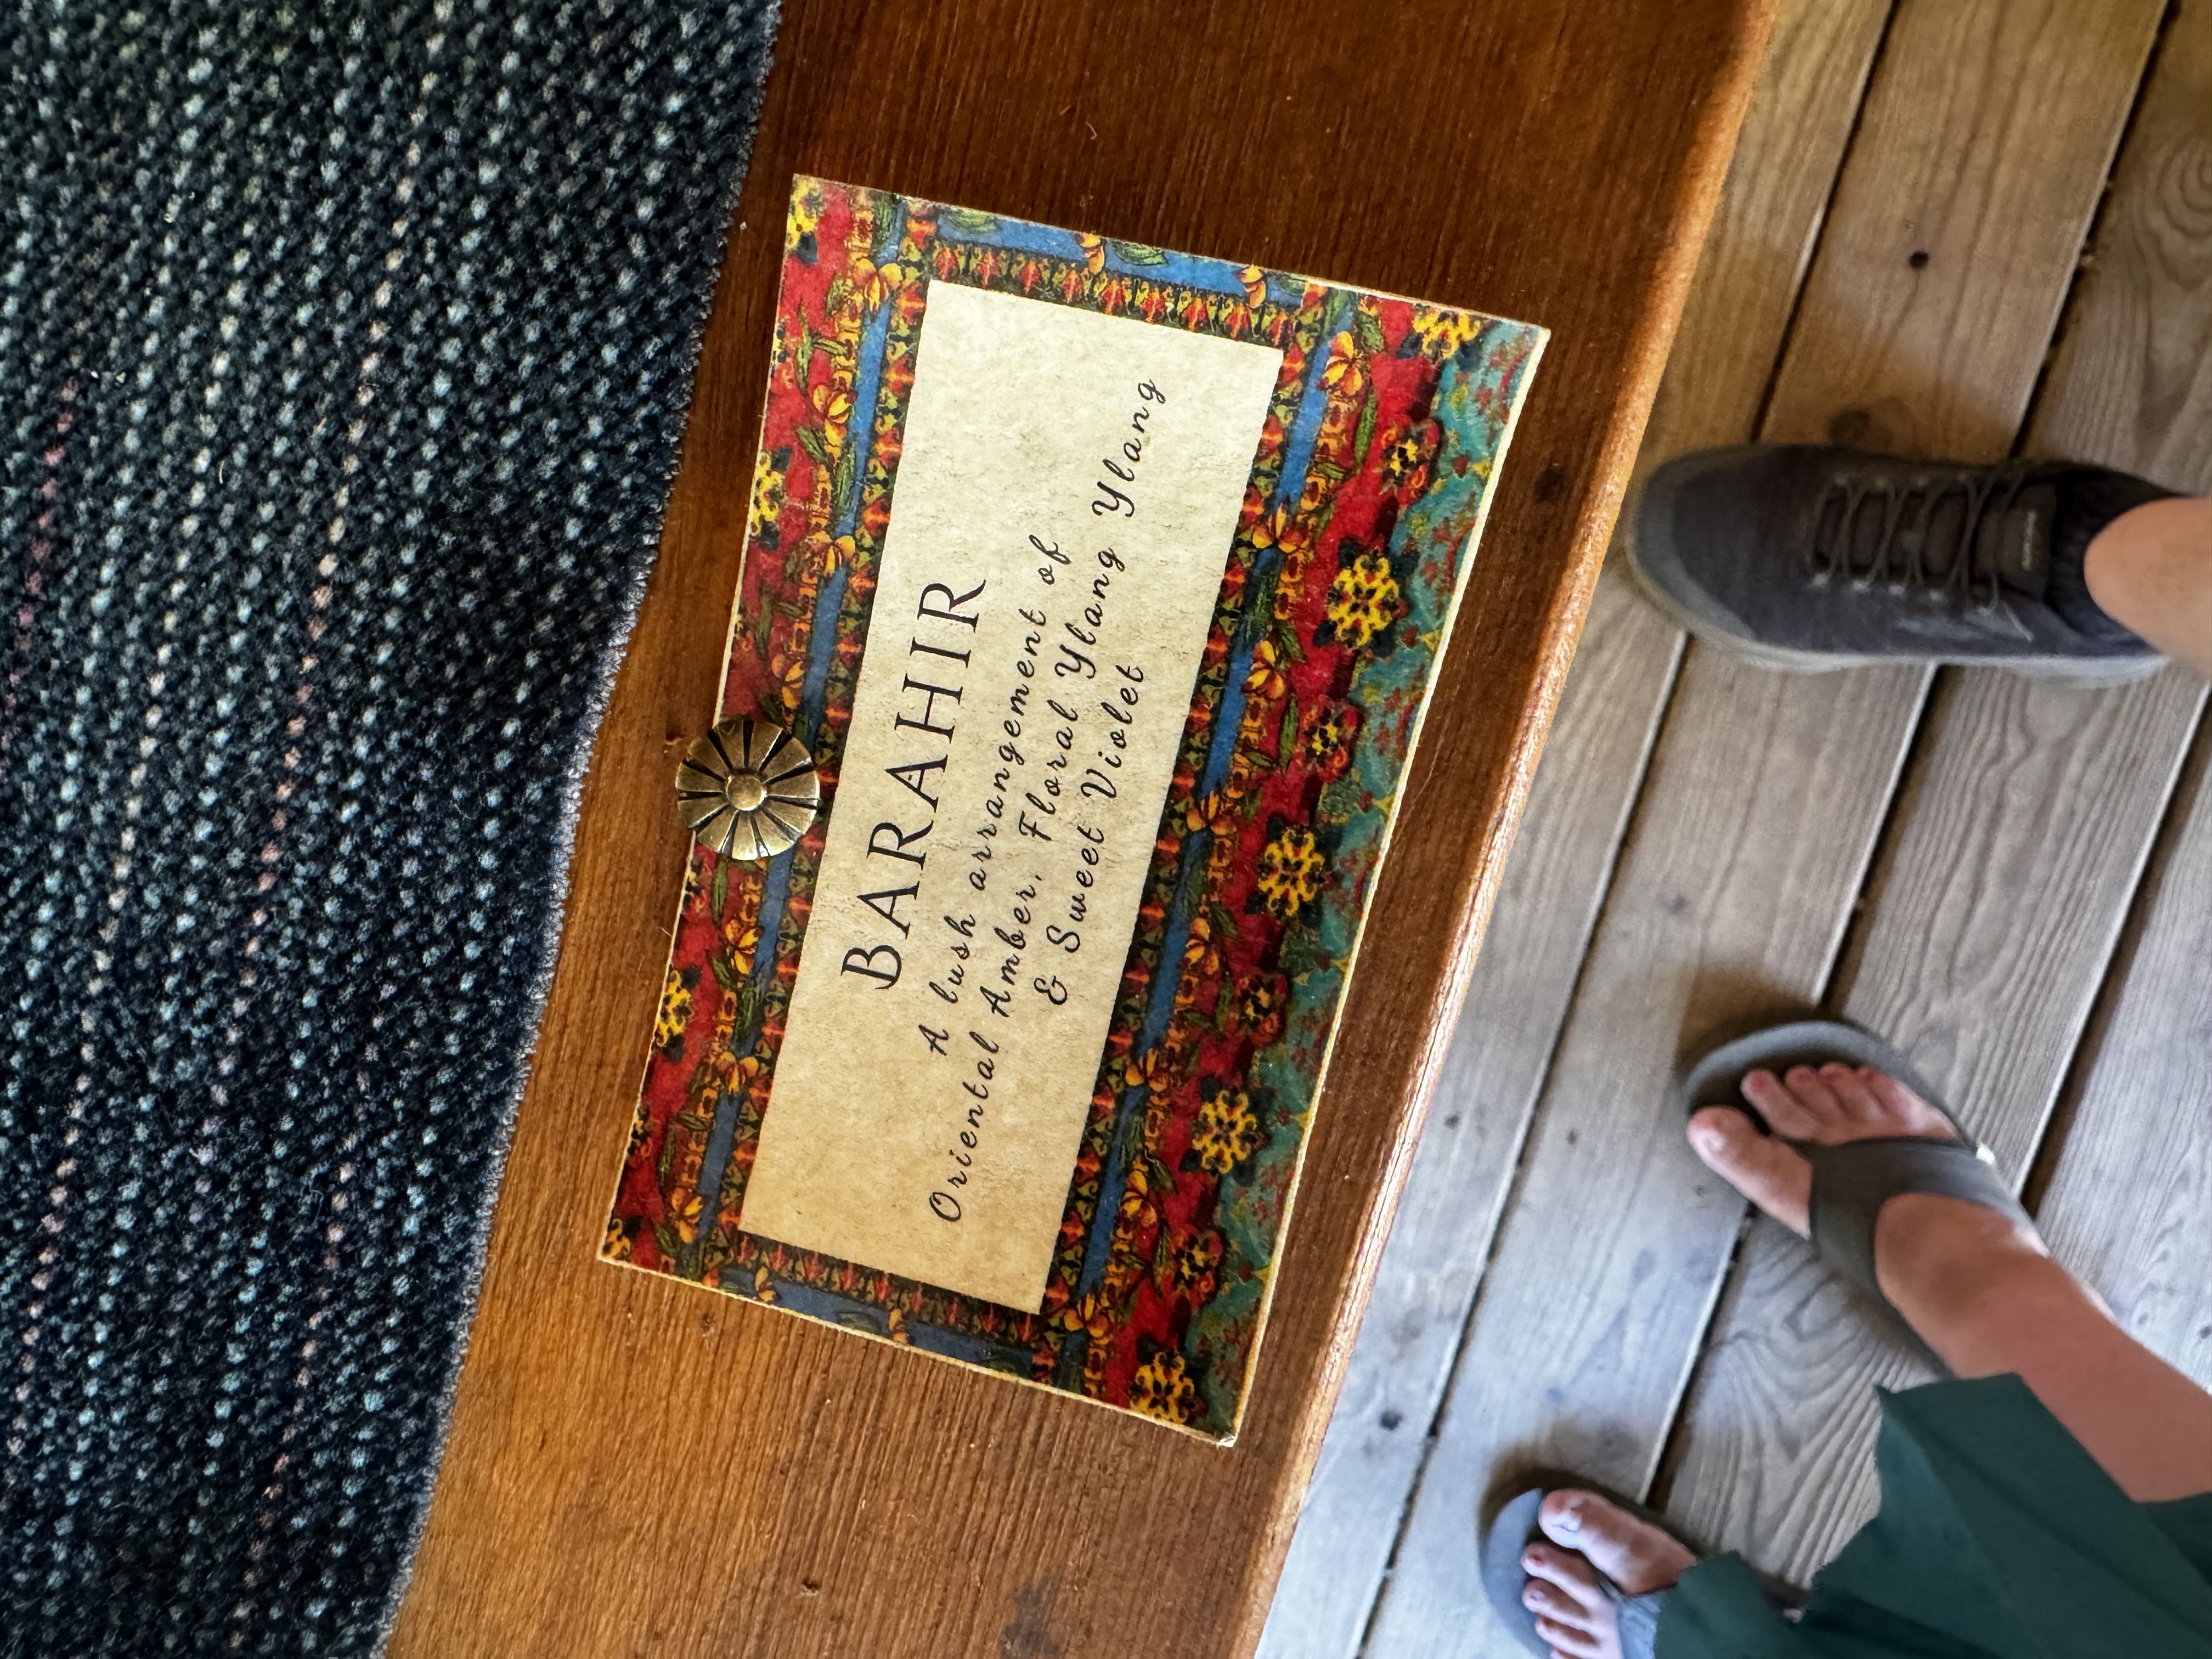 BARAHIR
A lush arrangement of
Oriental Amber, Floral Ylang Ylang
& Sweet Violet